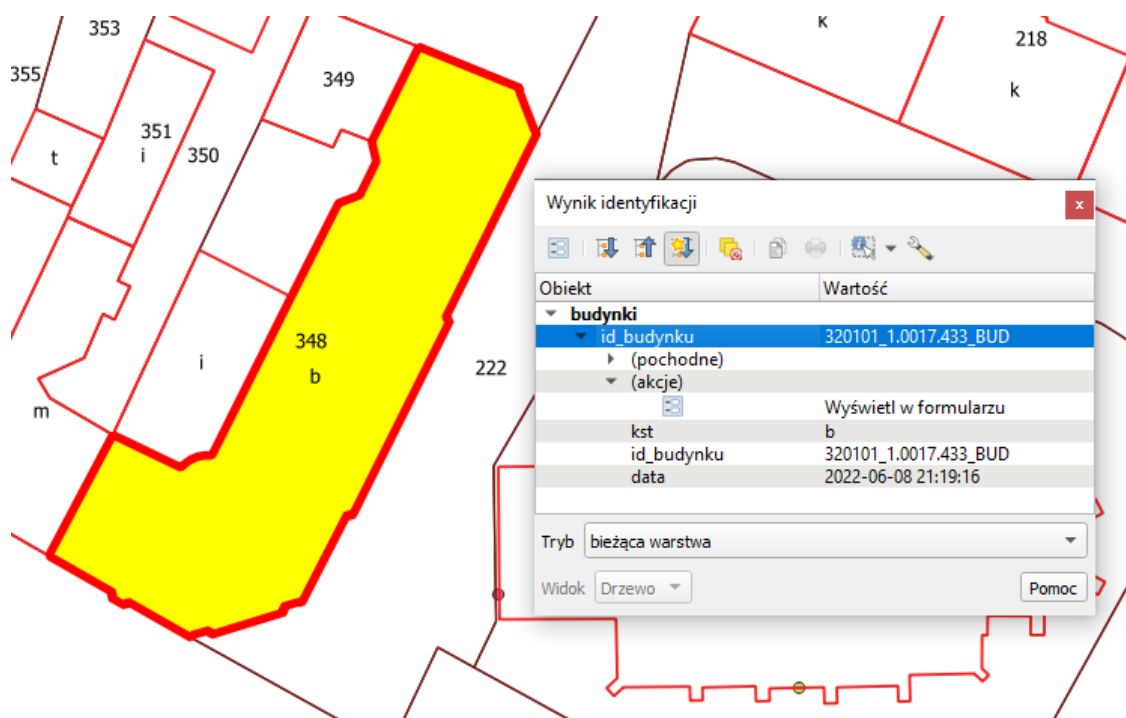 353
k
218
355
349
k
351
i
350
t
Wynik identyfikacji
x
Obiekt Wartość
budynki
id_budynku 320101_1.0017.433_BUD
(pochodne)
(akcje)
Wyświetl w formularzu
kst b
id_budynku 320101_1.0017.433_BUD
data 2022-06-08 21:19:16
348
i
b
222
m
Tryb bieżąca warstwa
Widok Drzewo
Pomoc